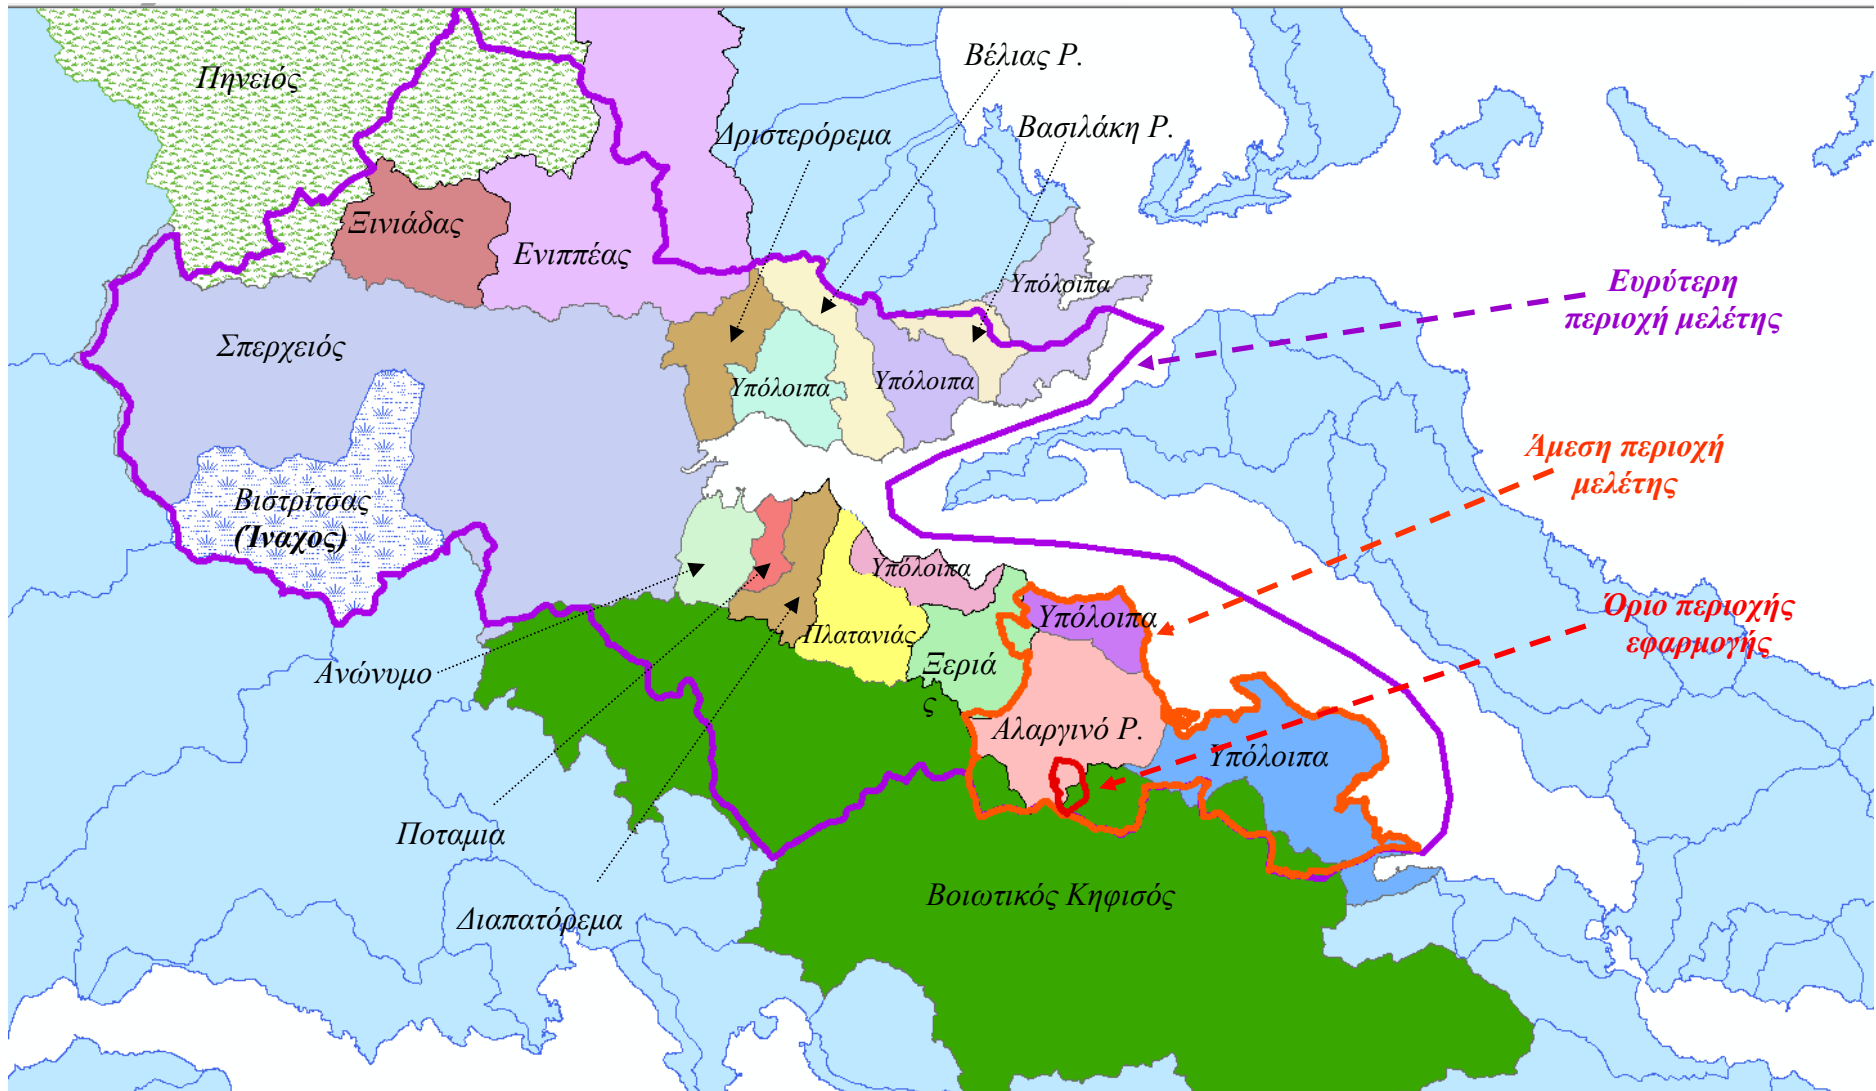 Βέλιας Ρ.
Πηνειός
Δριστερόρεμα
Βασιλάκη Ρ.
Ξινιάδας
Ενιππέας
Υπόλοιπα
Ευρύτερη
περιοχή μελέτης
Σπερχειός
Υπόλοιπα
Υπόλοιπα
Άμεση περιοχή
μελέτης
Βιστρίτσας
(Ίναχος)
Υπόλοιπα
Υπόλοιπα
Όριο περιοχής
εφαρμογής
Πλατανιάς
Ανώνυμο
Ξεριά
ς
Αλαργινό Ρ.
Υπόλοιπα
Ποταμια
Βοιωτικός Κηφισός
Διαπατόρεμα